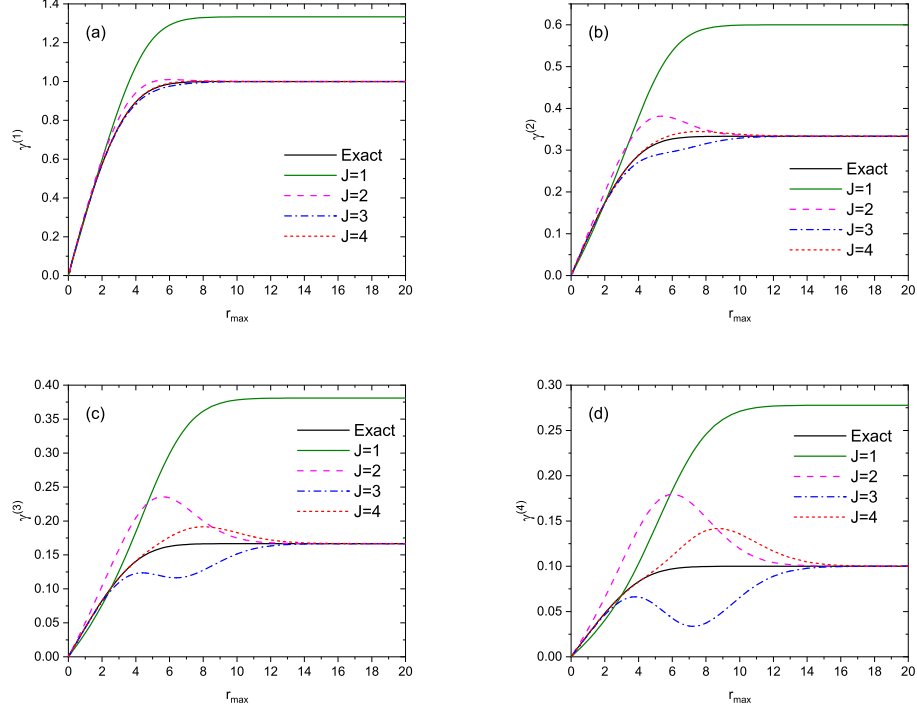 (a)
γ(1)
1.4
1.2
1.0
0.8
0.6
0.4
0.2
0.0
Exact
J=1
J=2
J=3
J=4
0 2 4 6 8 10 12 14 16 18 20
rmax
(b)
γ(2)
0.6
0.4
0.2
0.0
Exact
J=1
J=2
J=3
J=4
0 2 4 6 8 10 12 14 16 18 20
rmax
(c)
γ(3)
0.40
0.35
0.30
0.25
0.20
0.15
0.10
0.05
0.00
Exact
J=1
J=2
J=3
J=4
0 2 4 6 8 10 12 14 16 18 20
rmax
(d)
γ(4)
0.30
0.25
0.20
0.15
0.10
0.05
0.00
Exact
J=1
J=2
J=3
J=4
0 2 4 6 8 10 12 14 16 18 20
rmax